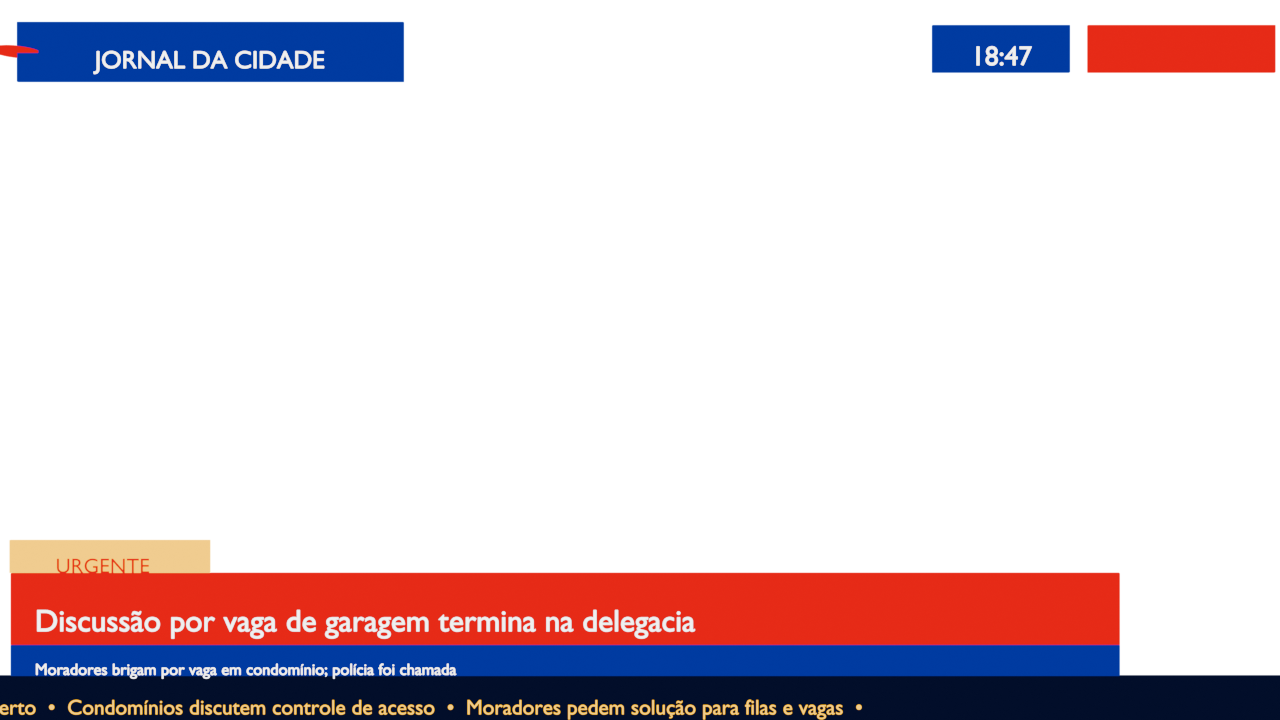 JORNAL DA CIDADE
18:47
URGENTE
Discussão por vaga de garagem termina na delegacia
Moradores brigam por vaga em condomínio; polícia foi chamada
erto • Condomínios discutem controle de acesso • Moradores pedem solução para filas e vagas •